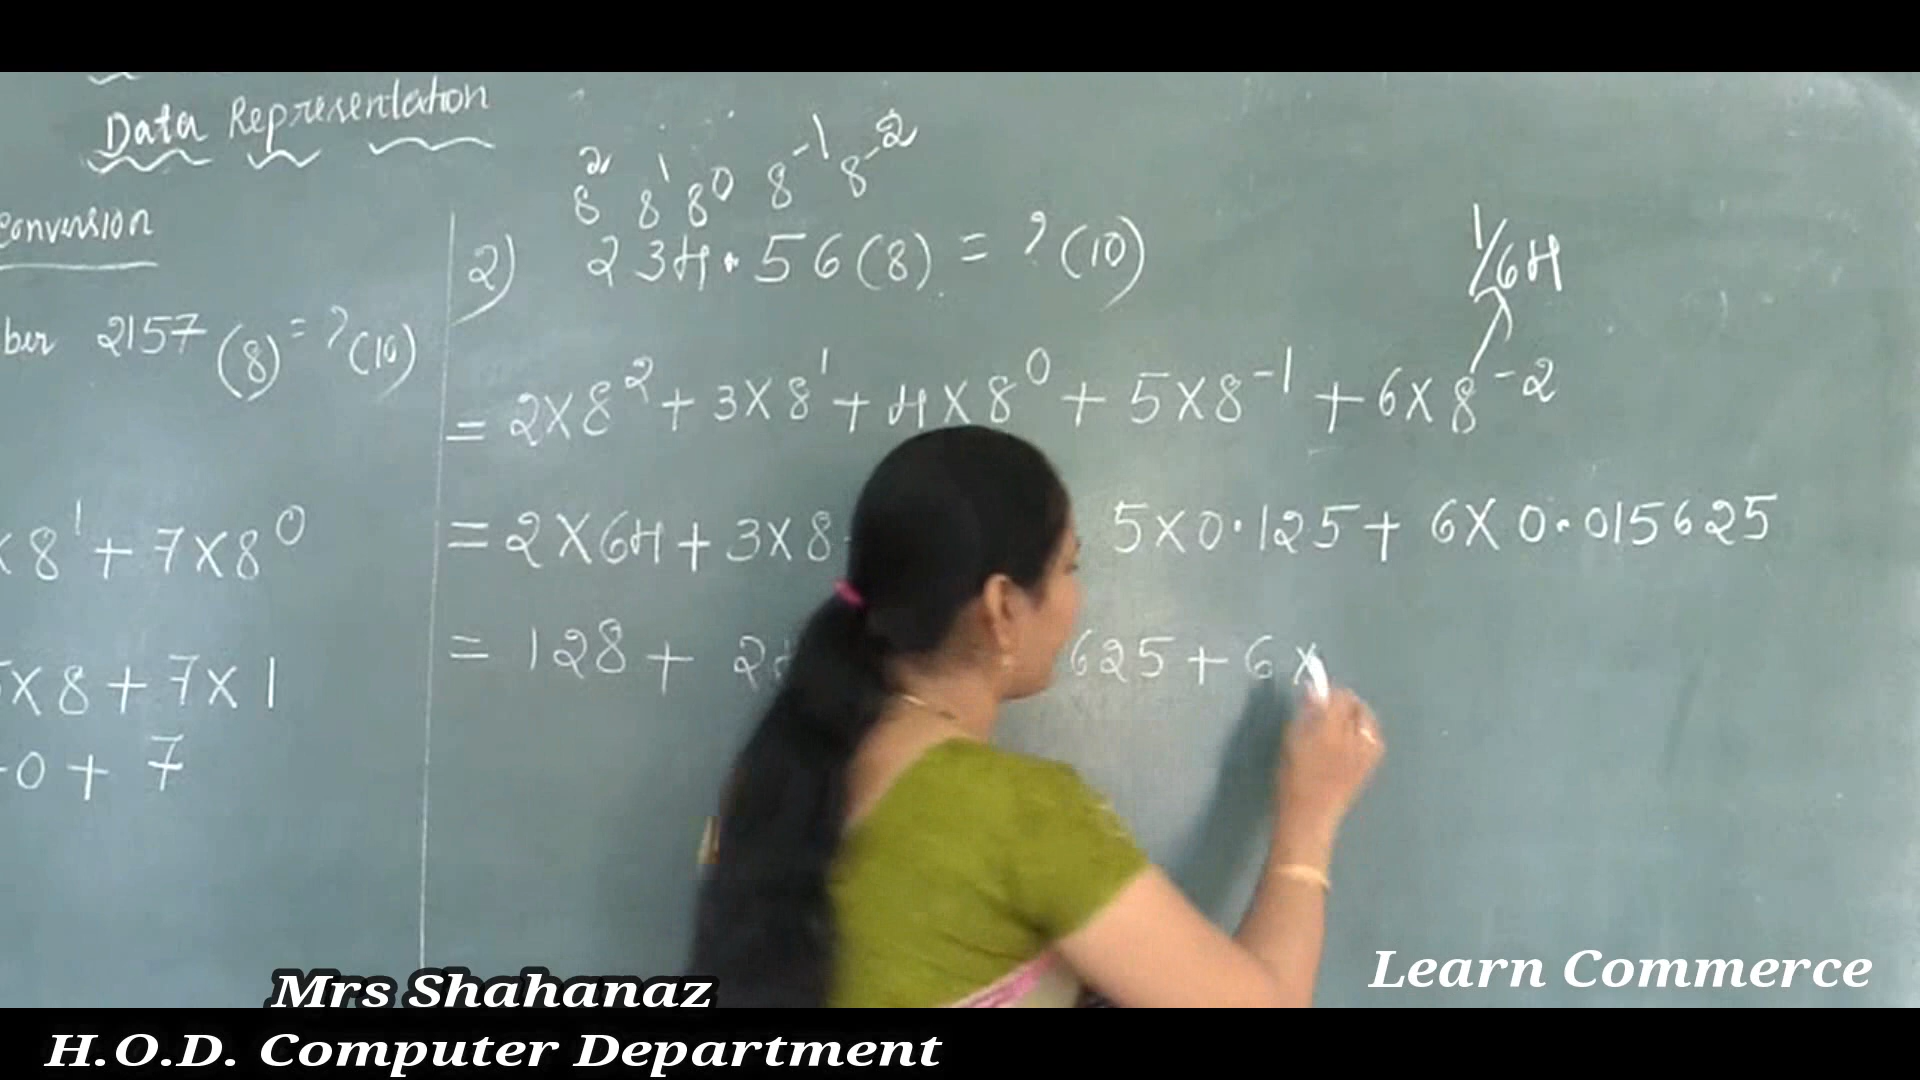 Data Representation
Conversion
ber 2157 (8) = ? (10)
x 8¹ + 7 x 8⁰
x 8 + 7 x 1
0 + 7
8² 8¹ 8⁰ 8⁻¹ 8⁻²
2) 234.56 (8) = ? (10)
1/64
= 2 x 8² + 3 x 8¹ + 4 x 8⁰ + 5 x 8⁻¹ + 6 x 8⁻²
= 2 x 64 + 3 x 8 5 x 0.125 + 6 x 0.015625
= 128 + 2 625 + 6 x
Mrs Shahanaz
Learn Commerce
H.O.D. Computer Department